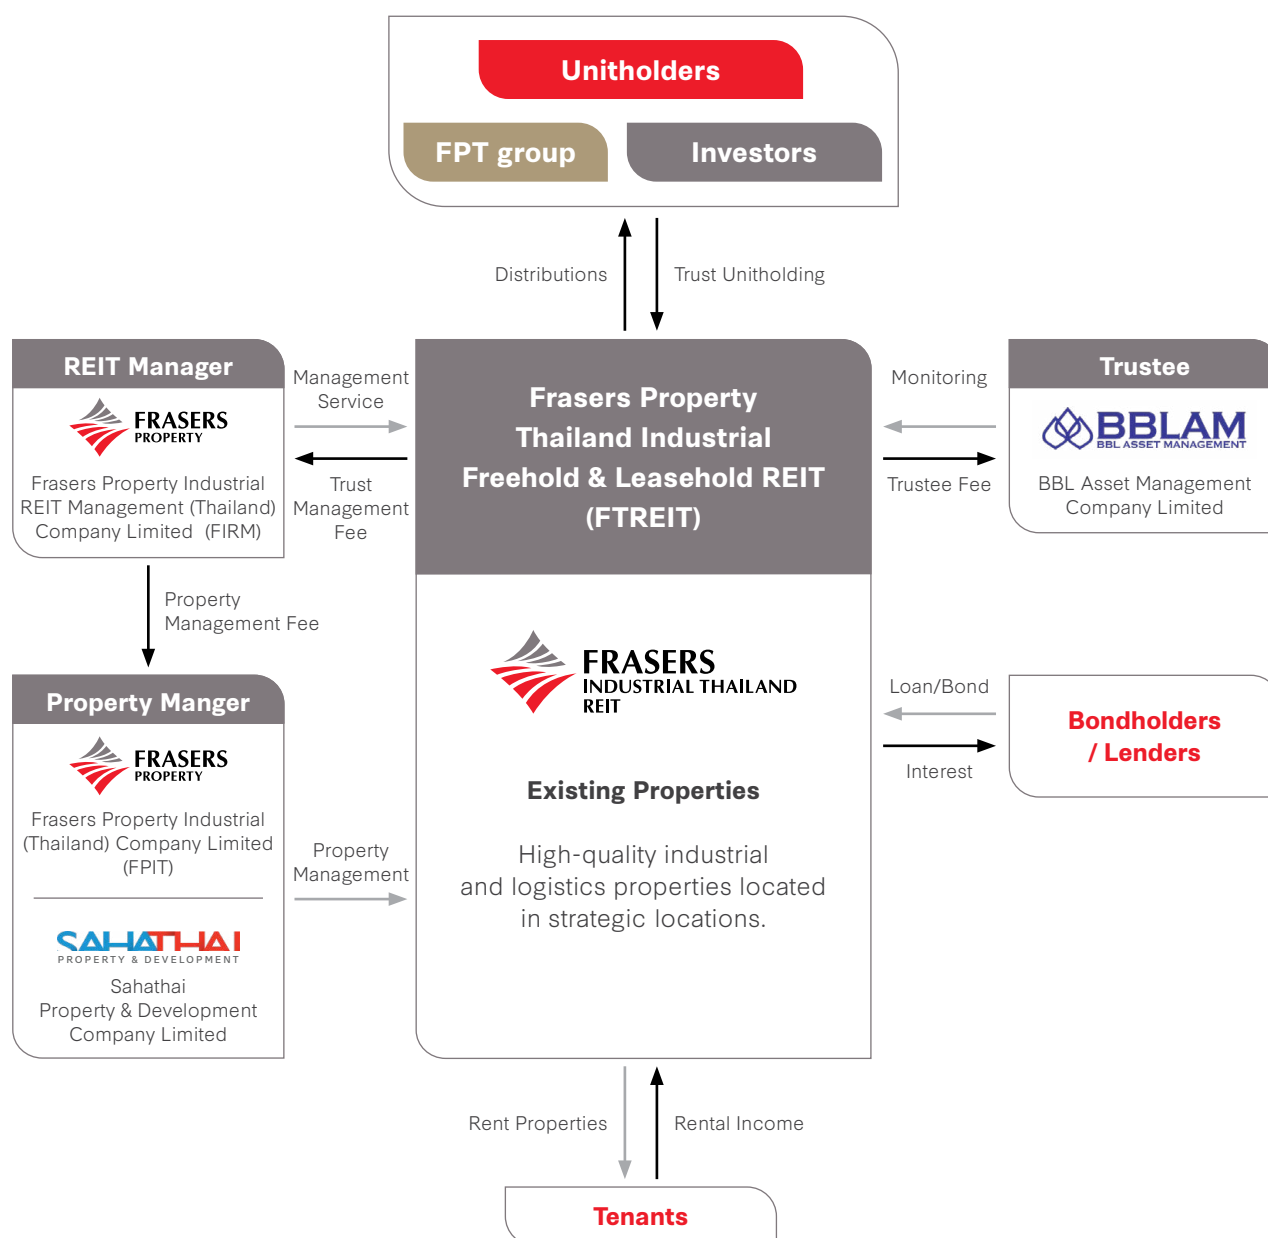 Unitholders
FPT group
Investors
Distributions
Trust Unitholding
REIT Manager
FRASERS
PROPERTY
Frasers Property Industrial
REIT Management (Thailand)
Company Limited (FIRM)
Management
Service
Trust
Management
Fee
Frasers Property
Thailand Industrial
Freehold & Leasehold REIT
(FTREIT)
Monitoring
Trustee Fee
Trustee
BBLAM
BBL ASSET MANAGEMENT
BBL Asset Management
Company Limited
Property
Management Fee
Property Manger
FRASERS
PROPERTY
Frasers Property Industrial
(Thailand) Company Limited
(FPIT)
SAHATHAI
PROPERTY & DEVELOPMENT
Sahathai
Property & Development
Company Limited
Property
Management
FRASERS
INDUSTRIAL THAILAND
REIT
Existing Properties
High-quality industrial
and logistics properties located
in strategic locations.
Loan/Bond
Interest
Bondholders
/ Lenders
Rent Properties
Rental Income
Tenants